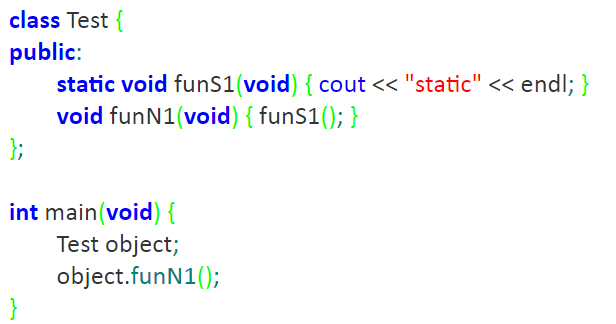 class Test {
public:
static void funS1(void) { cout << "static" << endl; }
void funN1(void) { funS1(); }
};
int main(void) {
Test object;
object.funN1();
}